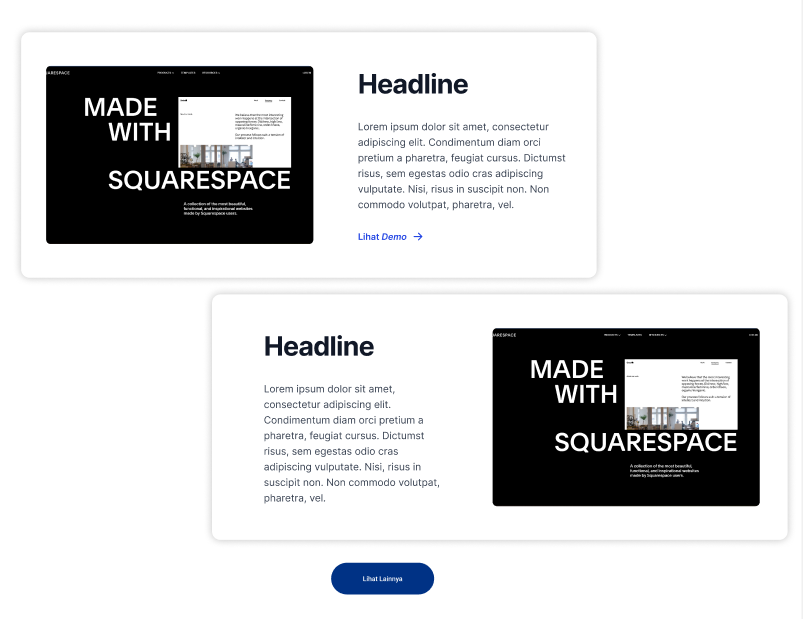 ARESPACE
PRODUCTS TEMPLATES RESOURCES
MADE
WITH
SQUARESPACE
A collection of the most beautiful,
functional, and inspirational websites
made by Squarespace users.
Headline
Lorem ipsum dolor sit amet, consectetur
adipiscing elit. Condimentum diam orci
pretium a pharetra, feugiat cursus. Dictumst
risus, sem egestas odio cras adipiscing
vulputate. Nisi, risus in suscipit non. Non
commodo volutpat, pharetra, vel.
Lihat Demo →
Headline
Lorem ipsum dolor sit amet,
consectetur adipiscing elit.
Condimentum diam orci pretium a
pharetra, feugiat cursus. Dictumst
risus, sem egestas odio cras
adipiscing vulputate. Nisi, risus in
suscipit non. Non commodo volutpat,
pharetra, vel.
ARESPACE
PRODUCTS TEMPLATES RESOURCES
MADE
WITH
SQUARESPACE
A collection of the most beautiful,
functional, and inspirational websites
made by Squarespace users.
Lihat Lainnya